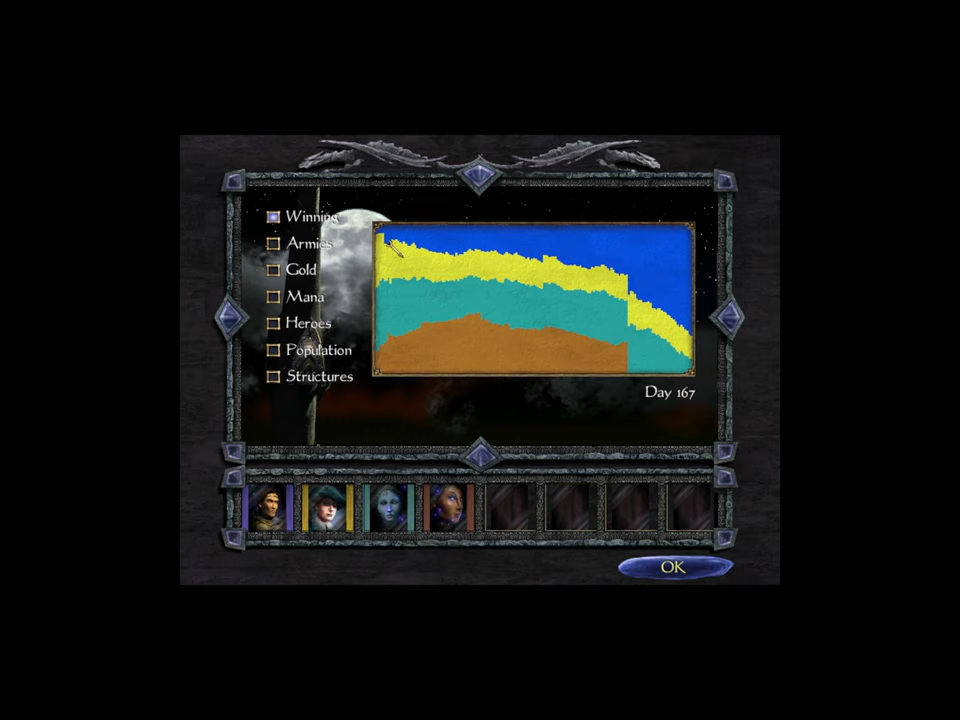 Winning
Armies
Gold
Mana
Heroes
Population
Structures
Day 167
OK